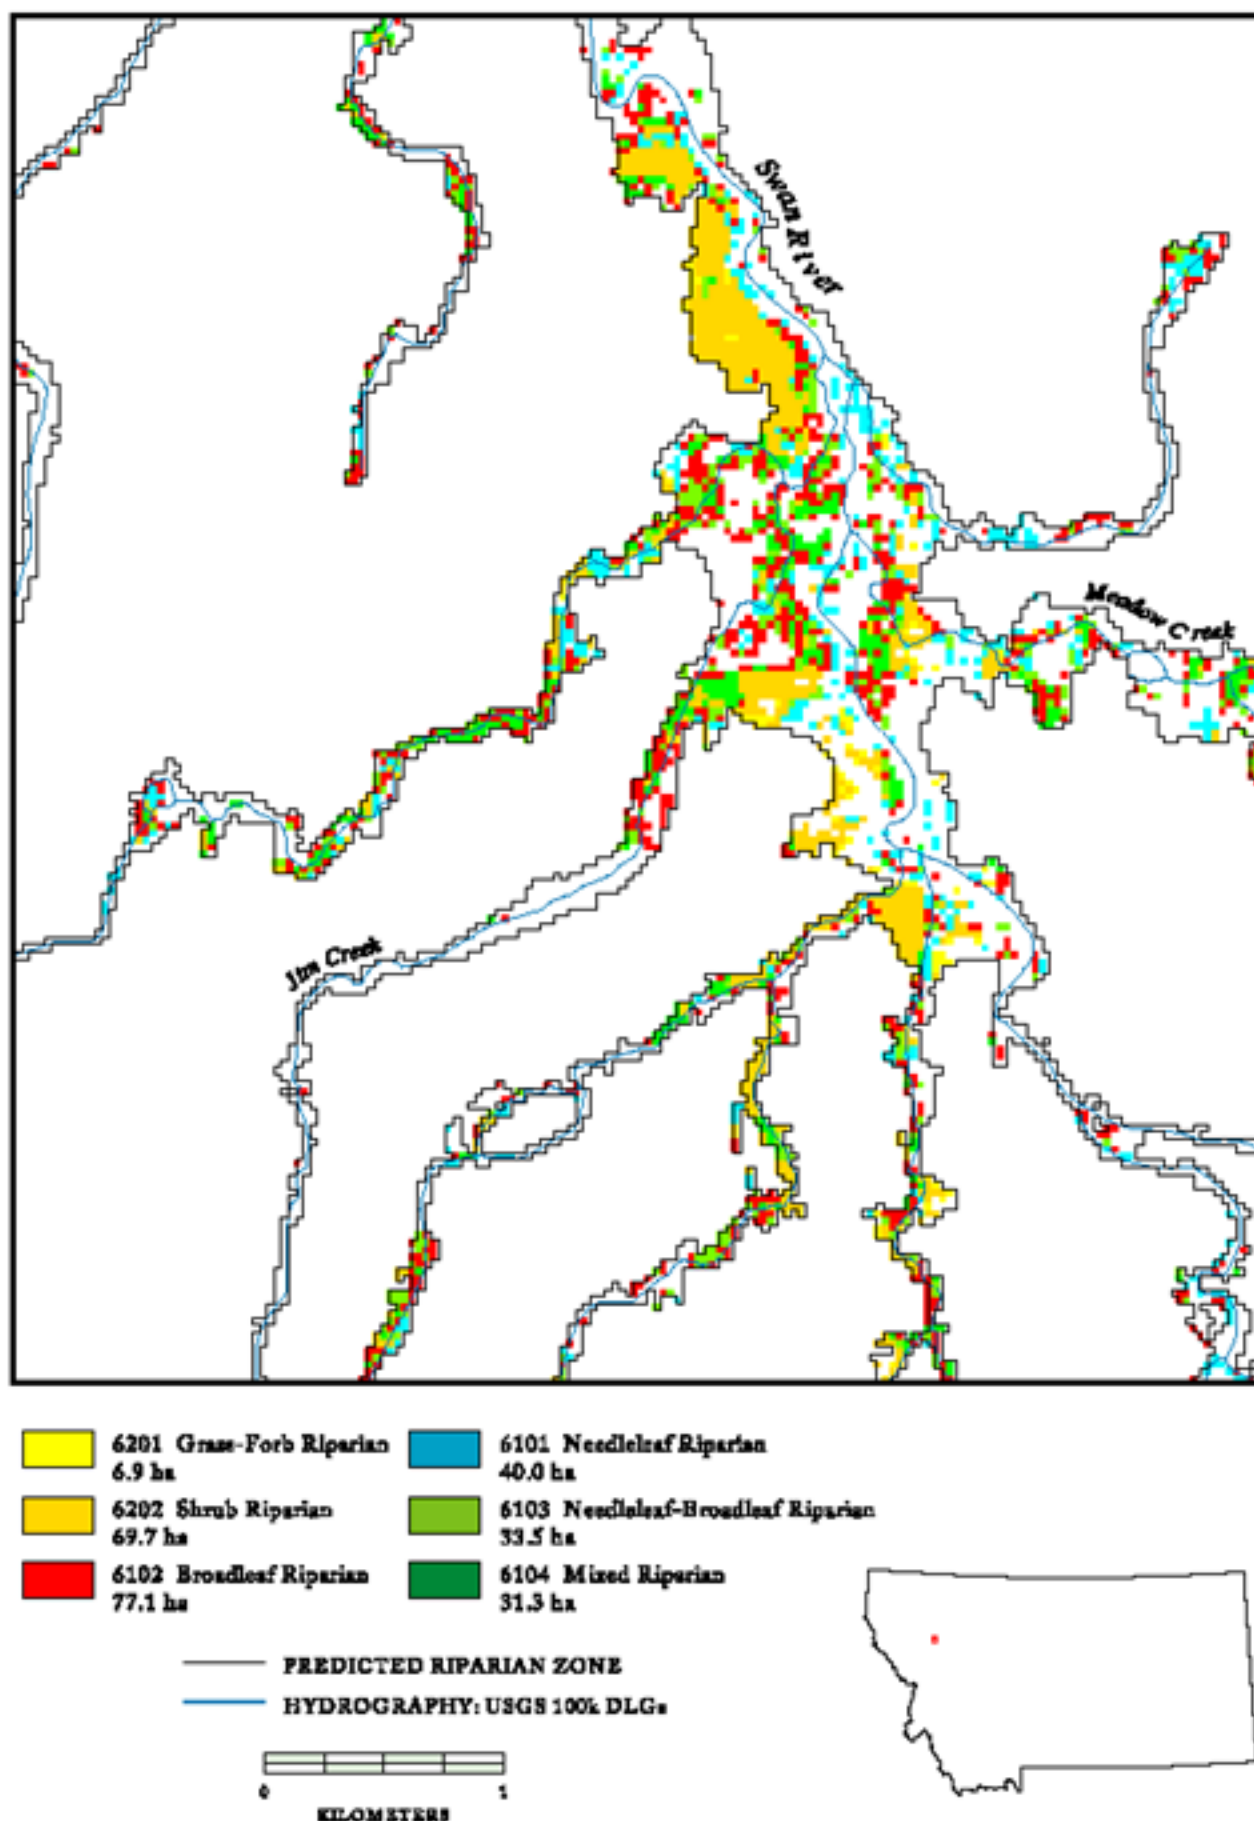 Swan River
Meadow Creek
Jim Creek
6201 Grass-Forb Riparian
6.9 ha
6202 Shrub Riparian
69.7 ha
6102 Broadleaf Riparian
77.1 ha
6101 Needleleaf Riparian
40.0 ha
6103 Needleleaf-Broadleaf Riparian
33.5 ha
6104 Mixed Riparian
31.3 ha
PREDICTED RIPARIAN ZONE
HYDROGRAPHY: USGS 100k DLGs
0 1
KILOMETERS